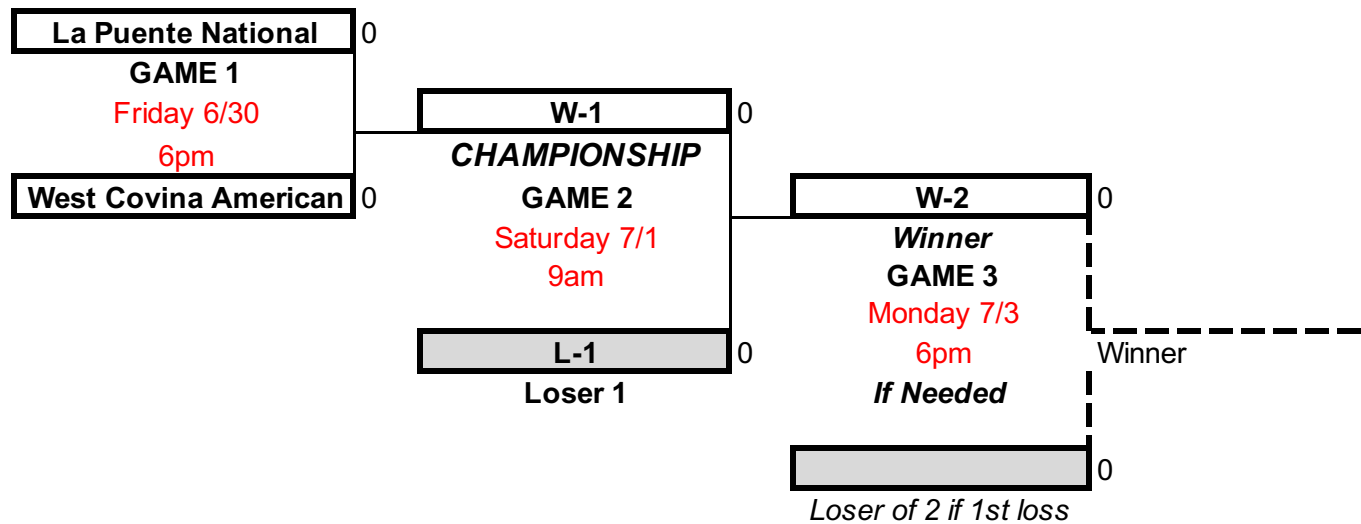 La Puente National 0
GAME 1
Friday 6/30
6pm
West Covina American 0
W-1 0
CHAMPIONSHIP
GAME 2
Saturday 7/1
9am
L-1 0
Loser 1
W-2 0
Winner
GAME 3
Monday 7/3
6pm
If Needed
Winner
0
Loser of 2 if 1st loss